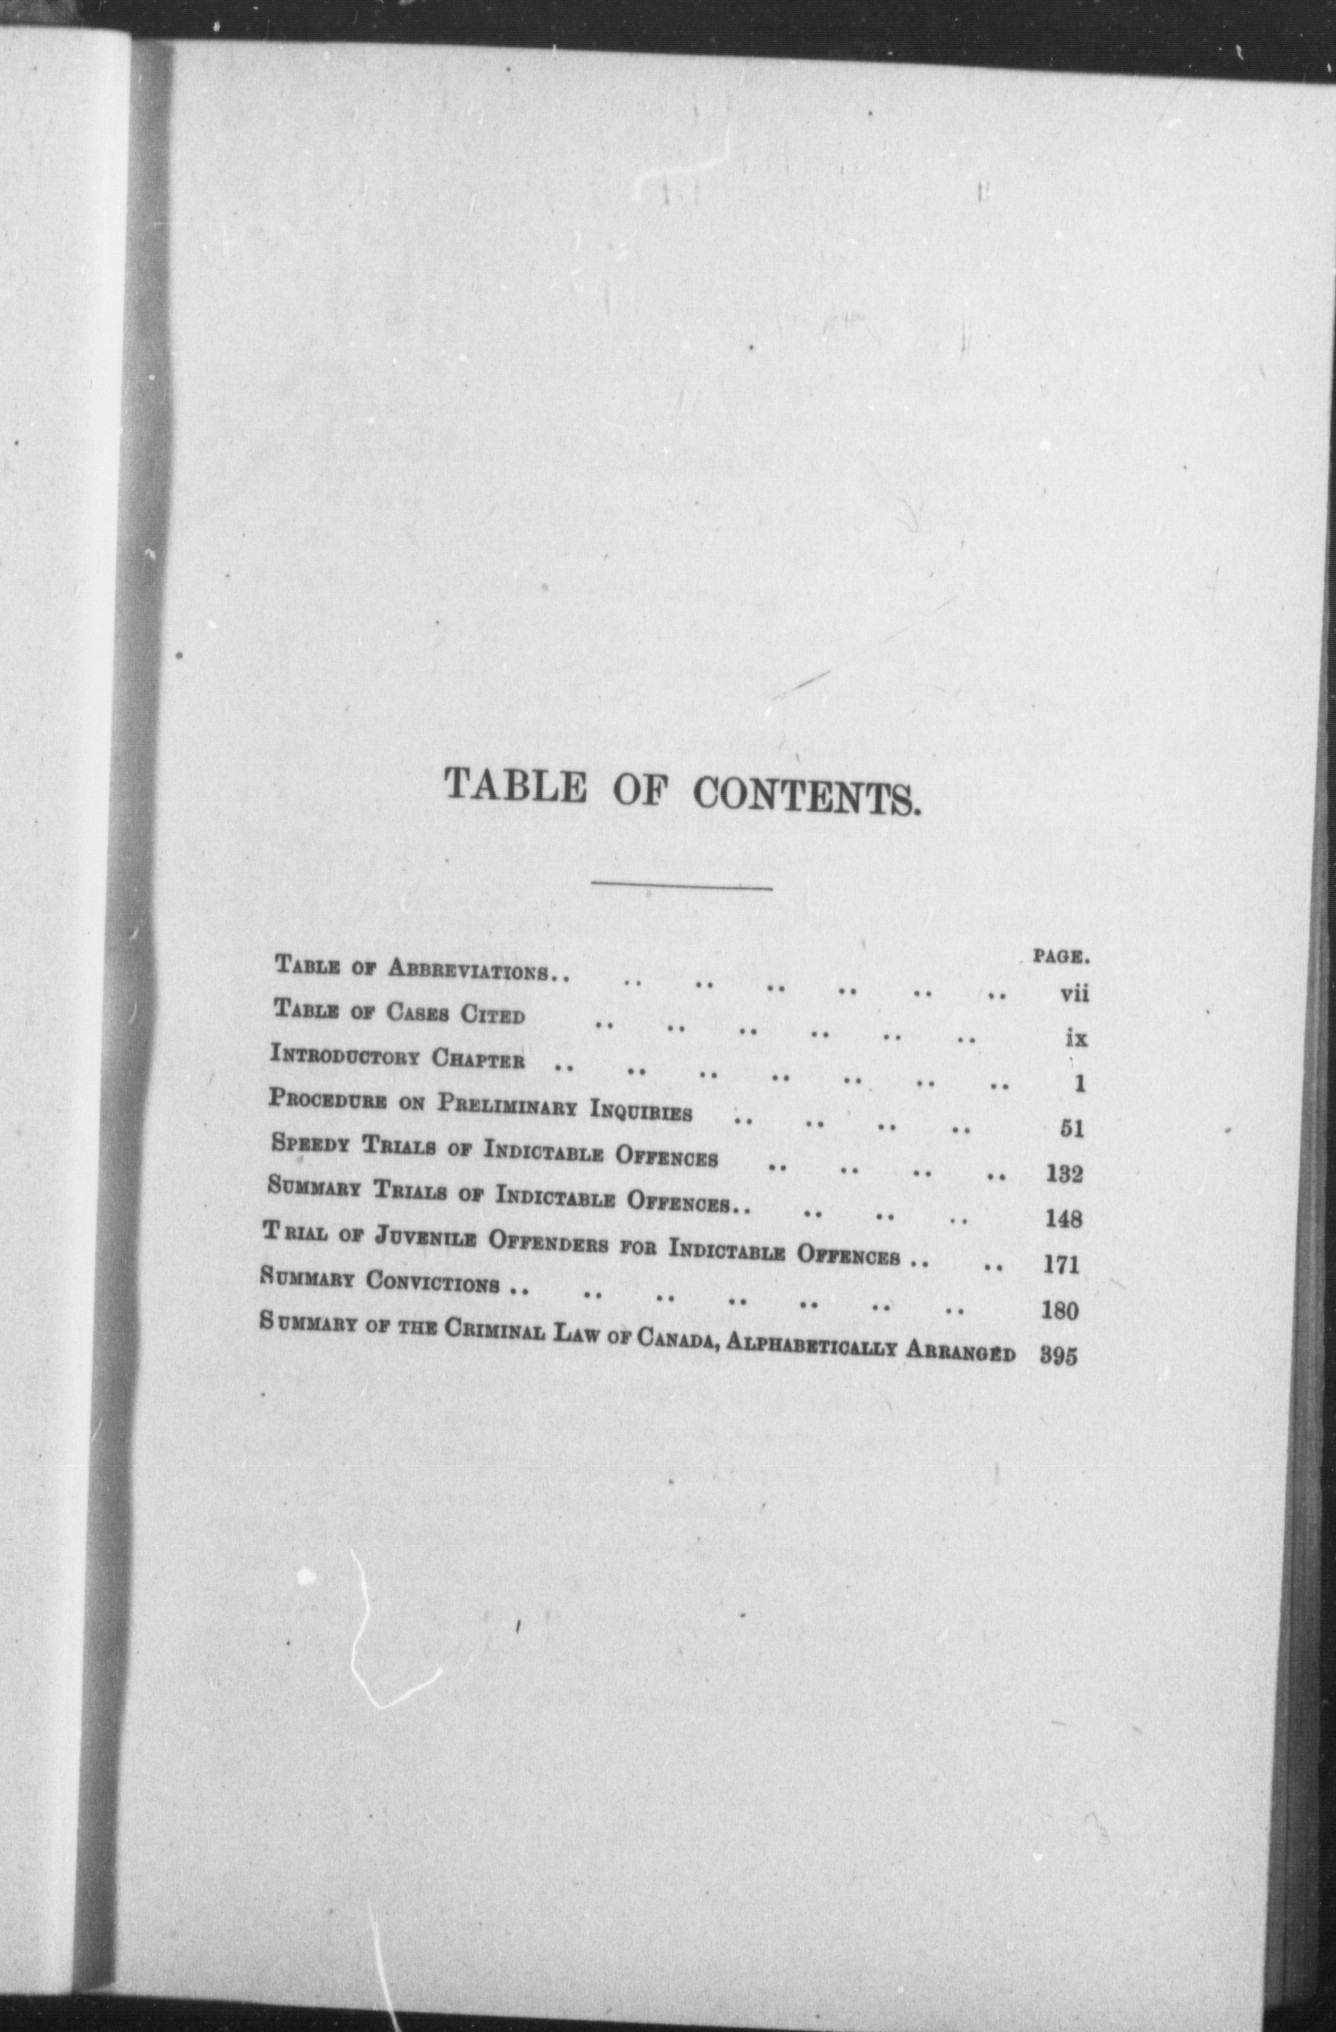 TABLE OF CONTENTS.
PAGE.
TABLE OF ABBREVIATIONS.. .. .. .. .. .. .. vii
TABLE OF CASES CITED .. .. .. .. .. .. ix
INTRODUCTORY CHAPTER .. .. .. .. .. .. .. 1
PROCEDURE ON PRELIMINARY INQUIRIES .. .. .. .. 51
SPEEDY TRIALS OF INDICTABLE OFFENCES .. .. .. .. 132
SUMMARY TRIALS OF INDICTABLE OFFENCES.. .. .. .. 148
TRIAL OF JUVENILE OFFENDERS FOR INDICTABLE OFFENCES .. .. 171
SUMMARY CONVICTIONS .. .. .. .. .. .. .. 180
SUMMARY OF THE CRIMINAL LAW OF CANADA, ALPHABETICALLY ARRANGED 395